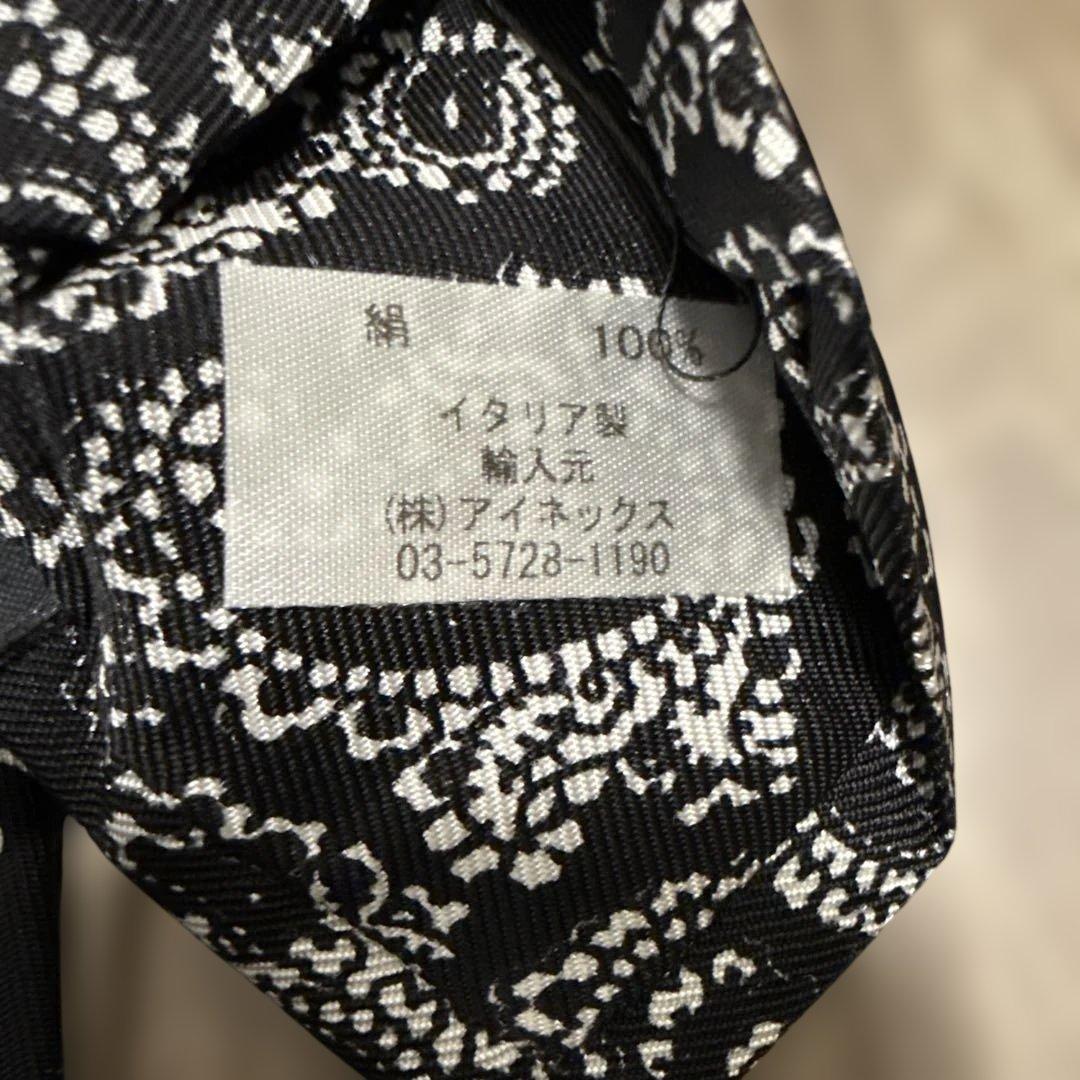 絹 100%
イタリア製
輸入元
(株)アイネックス
03-5728-1190